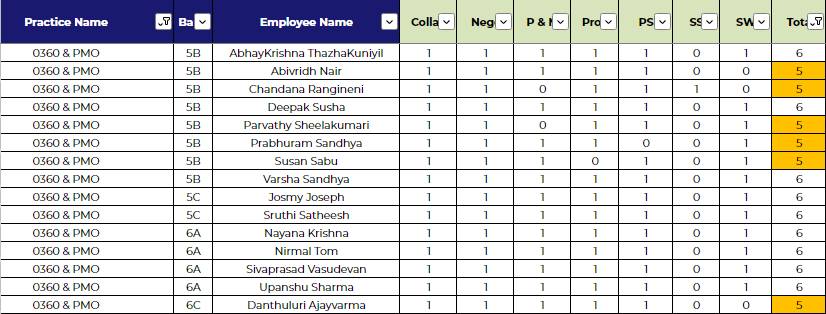 Practice Name Ba Employee Name Colla Neg P & M Pro PS SS SW Tota
0360 & PMO 5B AbhayKrishna ThazhaKuniyil 1 1 1 1 1 0 1 6
0360 & PMO 5B Abivridh Nair 1 1 1 1 1 0 0 5
0360 & PMO 5B Chandana Rangineni 1 1 0 1 1 1 0 5
0360 & PMO 5B Deepak Susha 1 1 1 1 1 0 1 6
0360 & PMO 5B Parvathy Sheelakumari 1 1 0 1 1 0 1 5
0360 & PMO 5B Prabhuram Sandhya 1 1 1 1 0 0 1 5
0360 & PMO 5B Susan Sabu 1 1 1 0 1 0 1 5
0360 & PMO 5B Varsha Sandhya 1 1 1 1 1 0 1 6
0360 & PMO 5C Josmy Joseph 1 1 1 1 1 0 1 6
0360 & PMO 5C Sruthi Satheesh 1 1 1 1 1 0 1 6
0360 & PMO 6A Nayana Krishna 1 1 1 1 1 0 1 6
0360 & PMO 6A Nirmal Tom 1 1 1 1 1 0 1 6
0360 & PMO 6A Sivaprasad Vasudevan 1 1 1 1 1 0 1 6
0360 & PMO 6A Upanshu Sharma 1 1 1 1 1 0 1 6
0360 & PMO 6C Danthuluri Ajayvarma 1 1 1 1 1 0 0 5